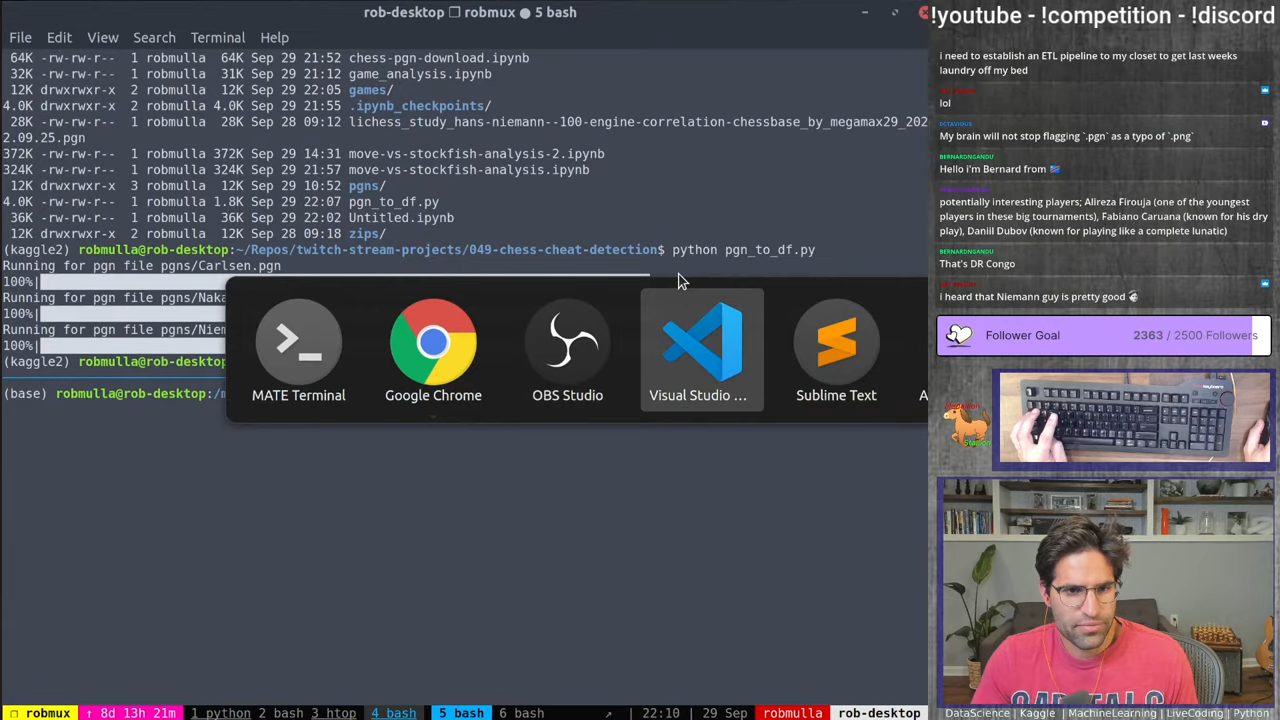 rob-desktop ❐ robmux ● 5 bash
File Edit View Search Terminal Help
64K -rw-rw-r-- 1 robmulla 64K Sep 29 21:52 chess-pgn-download.ipynb
32K -rw-rw-r-- 1 robmulla 31K Sep 29 21:12 game_analysis.ipynb
12K drwxrwxr-x 2 robmulla 12K Sep 29 22:05 games/
4.0K drwxrwxr-x 2 robmulla 4.0K Sep 29 21:55 .ipynb_checkpoints/
28K -rw-rw-r-- 1 robmulla 28K Sep 28 09:12 lichess_study_hans-niemann--100-engine-correlation-chessbase_by_megamax29_202
2.09.25.pgn
372K -rw-rw-r-- 1 robmulla 372K Sep 29 14:31 move-vs-stockfish-analysis-2.ipynb
324K -rw-rw-r-- 1 robmulla 324K Sep 29 21:57 move-vs-stockfish-analysis.ipynb
12K drwxrwxr-x 3 robmulla 12K Sep 29 10:52 pgns/
4.0K -rw-rw-r-- 1 robmulla 1.8K Sep 29 22:07 pgn_to_df.py
36K -rw-rw-r-- 1 robmulla 36K Sep 29 22:02 Untitled.ipynb
12K drwxrwxr-x 2 robmulla 12K Sep 28 09:18 zips/
(kaggle2) robmulla@rob-desktop:~/Repos/twitch-stream-projects/049-chess-cheat-detection$ python pgn_to_df.py
Running for pgn file pgns/Carlsen.pgn
100%|
Running for pgn file pgns/Naka
100%|
Running for pgn file pgns/Niem
100%|
(kaggle2) robmulla@rob-desktop
(base) robmulla@rob-desktop:/m
MATE Terminal
Google Chrome
OBS Studio
Visual Studio ...
Sublime Text
A
❐ robmux ↑ 8d 13h 21m 1 python 2 bash 3 htop 4 bash 5 bash 6 bash ↗ 22:10 29 Sep robmulla rob-desktop
!youtube - !competition - !discord
i need to establish an ETL pipeline to my closet to get last weeks
laundry off my bed
lol
My brain will not stop flagging `.pgn` as a typo of `.png`
BERNARDNGANDU
Hello i'm Bernard from
potentially interesting players; Alireza Firouja (one of the youngest
players in these big tournaments), Fabiano Caruana (known for his dry
play), Daniil Dubov (known for playing like a complete lunatic)
BERNARDNGANDU
That's DR Congo
i heard that Niemann guy is pretty good
Follower Goal 2363 / 2500 Followers
Medallion
Stallion
DataScience | Kaggle | MachineLearning | LiveCoding | Python